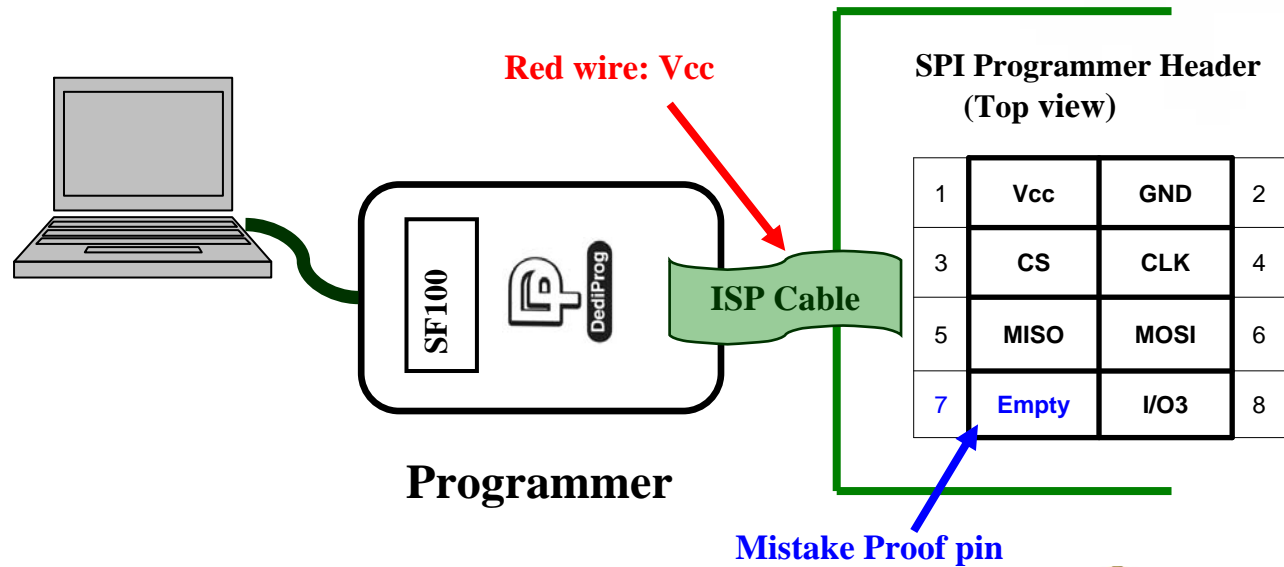 Red wire: Vcc
SPI Programmer Header
(Top view)
1 Vcc GND 2
3 CS CLK 4
5 MISO MOSI 6
7 Empty I/O3 8
SF100
DediProg
ISP Cable
Programmer
Mistake Proof pin